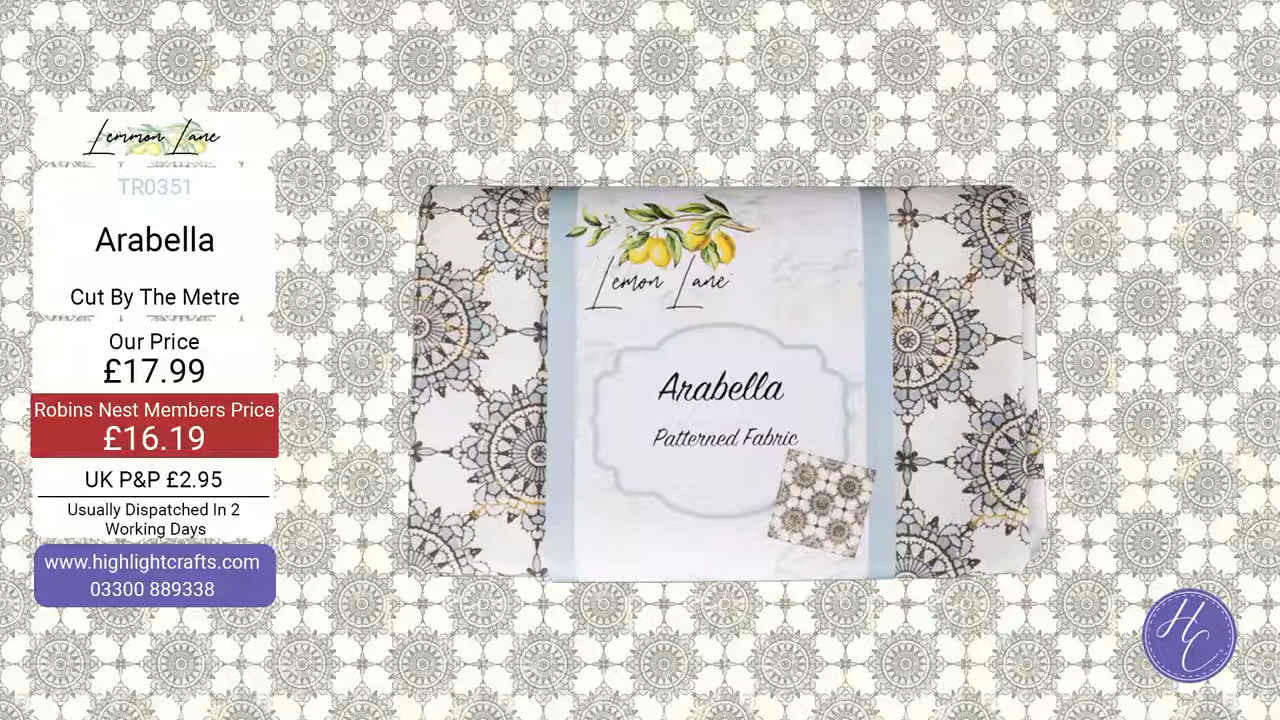 Lemmon Lane
TR0351
Arabella
Cut By The Metre
Our Price
£17.99
Robins Nest Members Price
£16.19
UK P&P £2.95
Usually Dispatched In 2
Working Days
www.highlightcrafts.com
03300 889338
Lemon Lane
Arabella
Patterned Fabric
HC